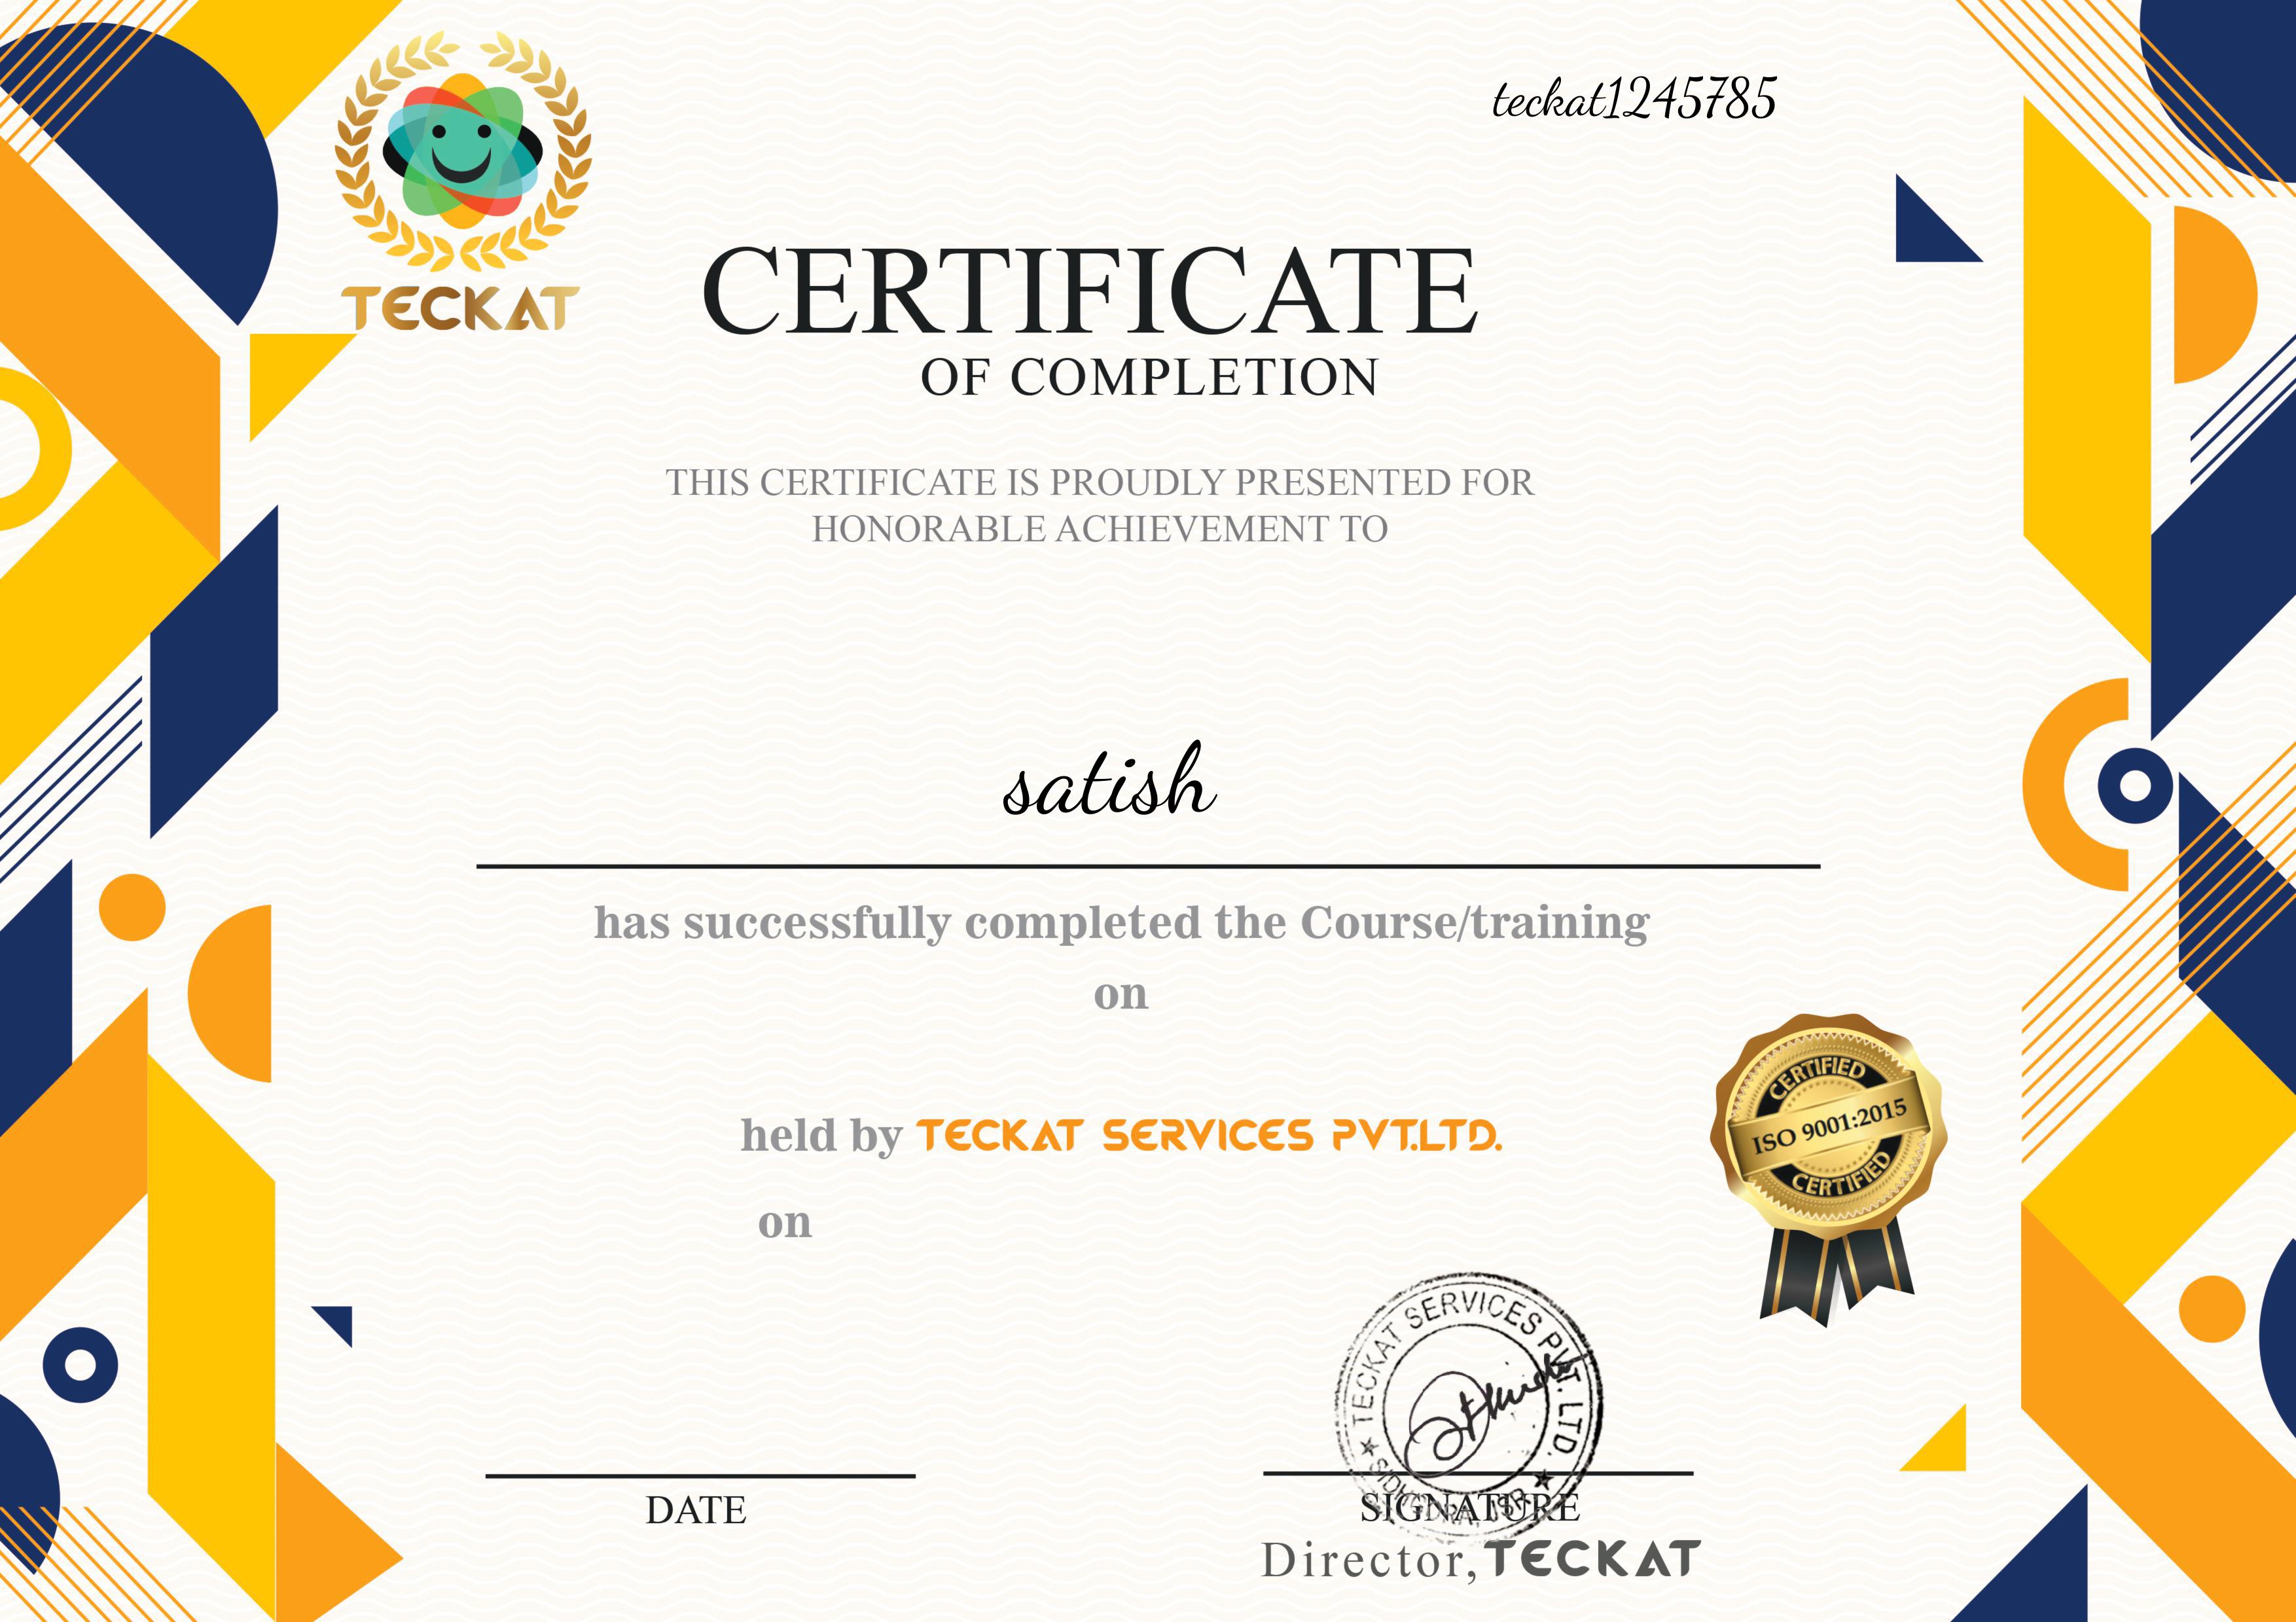 teckat1245785
TECKAT
CERTIFICATE
OF COMPLETION
THIS CERTIFICATE IS PROUDLY PRESENTED FOR
HONORABLE ACHIEVEMENT TO
satish
has successfully completed the Course/training
on
held by TECKAT SERVICES PVT.LTD.
on
CERTIFIED
ISO 9001:2015
CERTIFIED
TECKAT SERVICES PVT. LTD.
DATE
SIGNATURE
Director, TECKAT